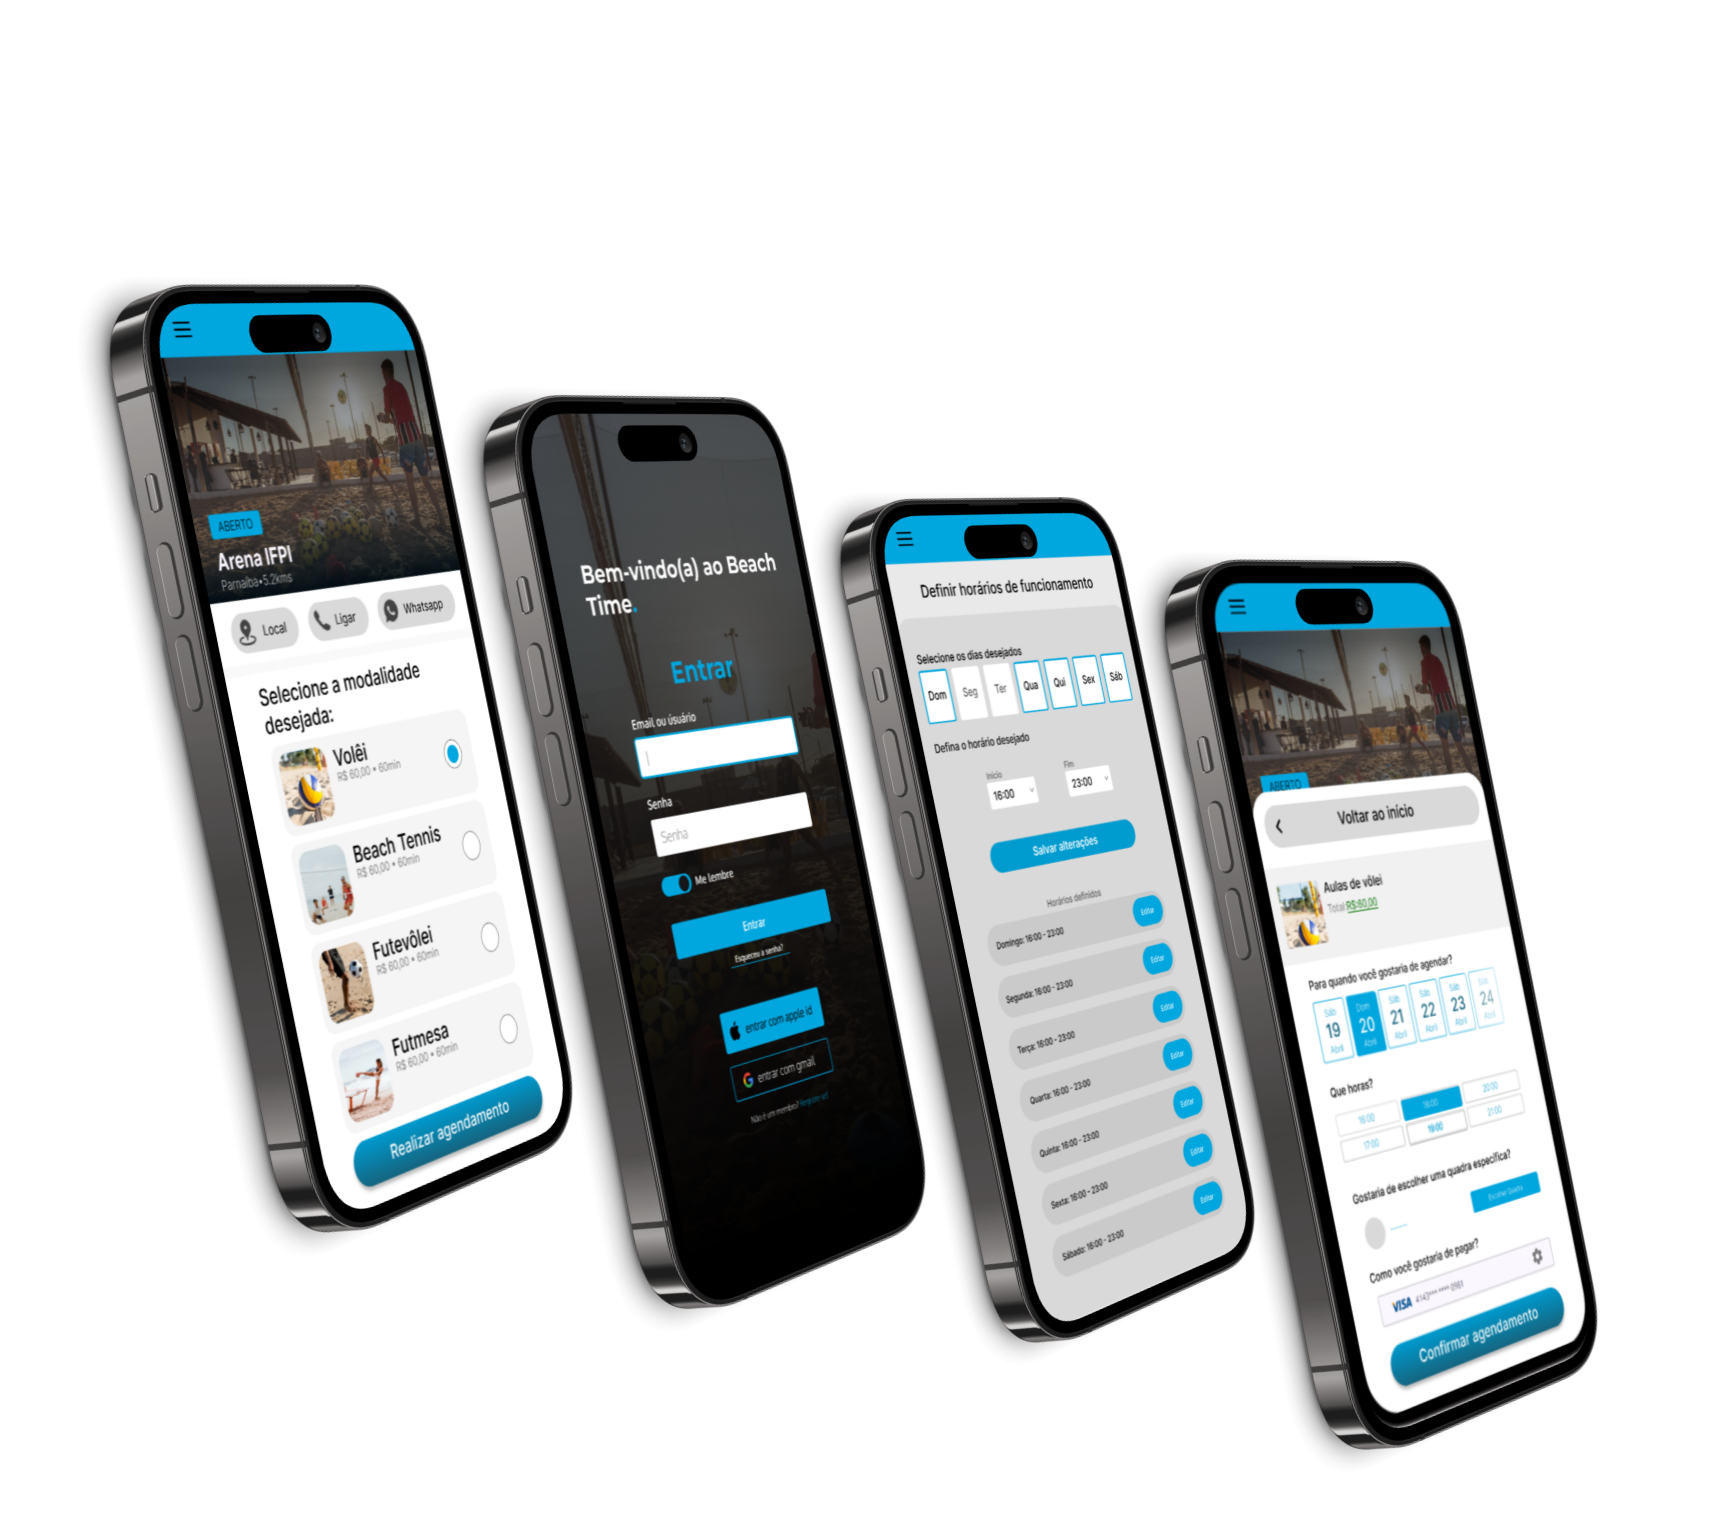 ABERTO
Arena IFPI
Parnaíba•5.2kms
Local
Ligar
Whatsapp
Selecione a modalidade
desejada:
Volêi
R$ 60,00 • 60min
Beach Tennis
R$ 60,00 • 60min
Futevôlei
R$ 60,00 • 60min
Futmesa
R$ 60,00 • 60min
Realizar agendamento
Bem-vindo(a) ao Beach
Time.
Entrar
Email ou úsuário
Senha
Senha
Me lembre
Entrar
Esqueceu a senha?
entrar com apple id
entrar com gmail
Não é um membro? Registre-se!
Definir horários de funcionamento
Selecione os dias desejados
Dom Seg Ter Qua Qui Sex Sáb
Defina o horário desejado
Início Fim
16:00 23:00
Salvar alterações
Horários definidos
Domingo: 16:00 - 23:00 Editar
Segunda: 16:00 - 23:00 Editar
Terça: 16:00 - 23:00 Editar
Quarta: 16:00 - 23:00 Editar
Quinta: 16:00 - 23:00 Editar
Sexta: 16:00 - 23:00 Editar
Sábado: 16:00 - 23:00 Editar
ABERTO
Voltar ao início
Aulas de vôlei
Total:R$:60,00
Para quando você gostaria de agendar?
Sáb Dom Sáb Sáb Sáb Sáb
19 20 21 22 23 24
Abril Abril Abril Abril Abril Abril
Que horas?
16:00 18:00 20:00
17:00 19:00 21:00
Gostaria de escolher uma quadra específica?
Escolher Quadra
Como você gostaria de pagar?
VISA
Confirmar agendamento